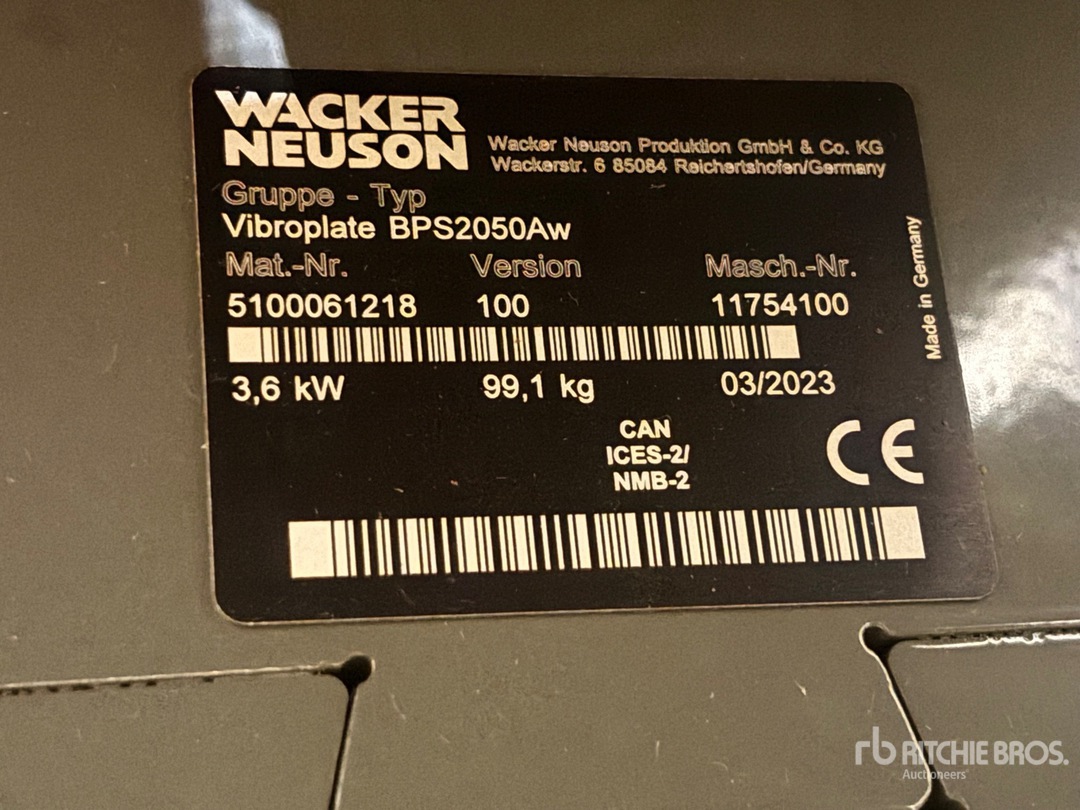 WACKER
NEUSON
Wacker Neuson Produktion GmbH & Co. KG
Wackerstr. 6 85084 Reichertshofen/Germany
Gruppe - Typ
Vibroplate BPS2050Aw
Mat.-Nr. Version Masch.-Nr.
5100061218 100 11754100
3,6 kW 99,1 kg 03/2023
Made in Germany
CAN
ICES-2/
NMB-2
CE
rb RITCHIE BROS.
Auctioneers